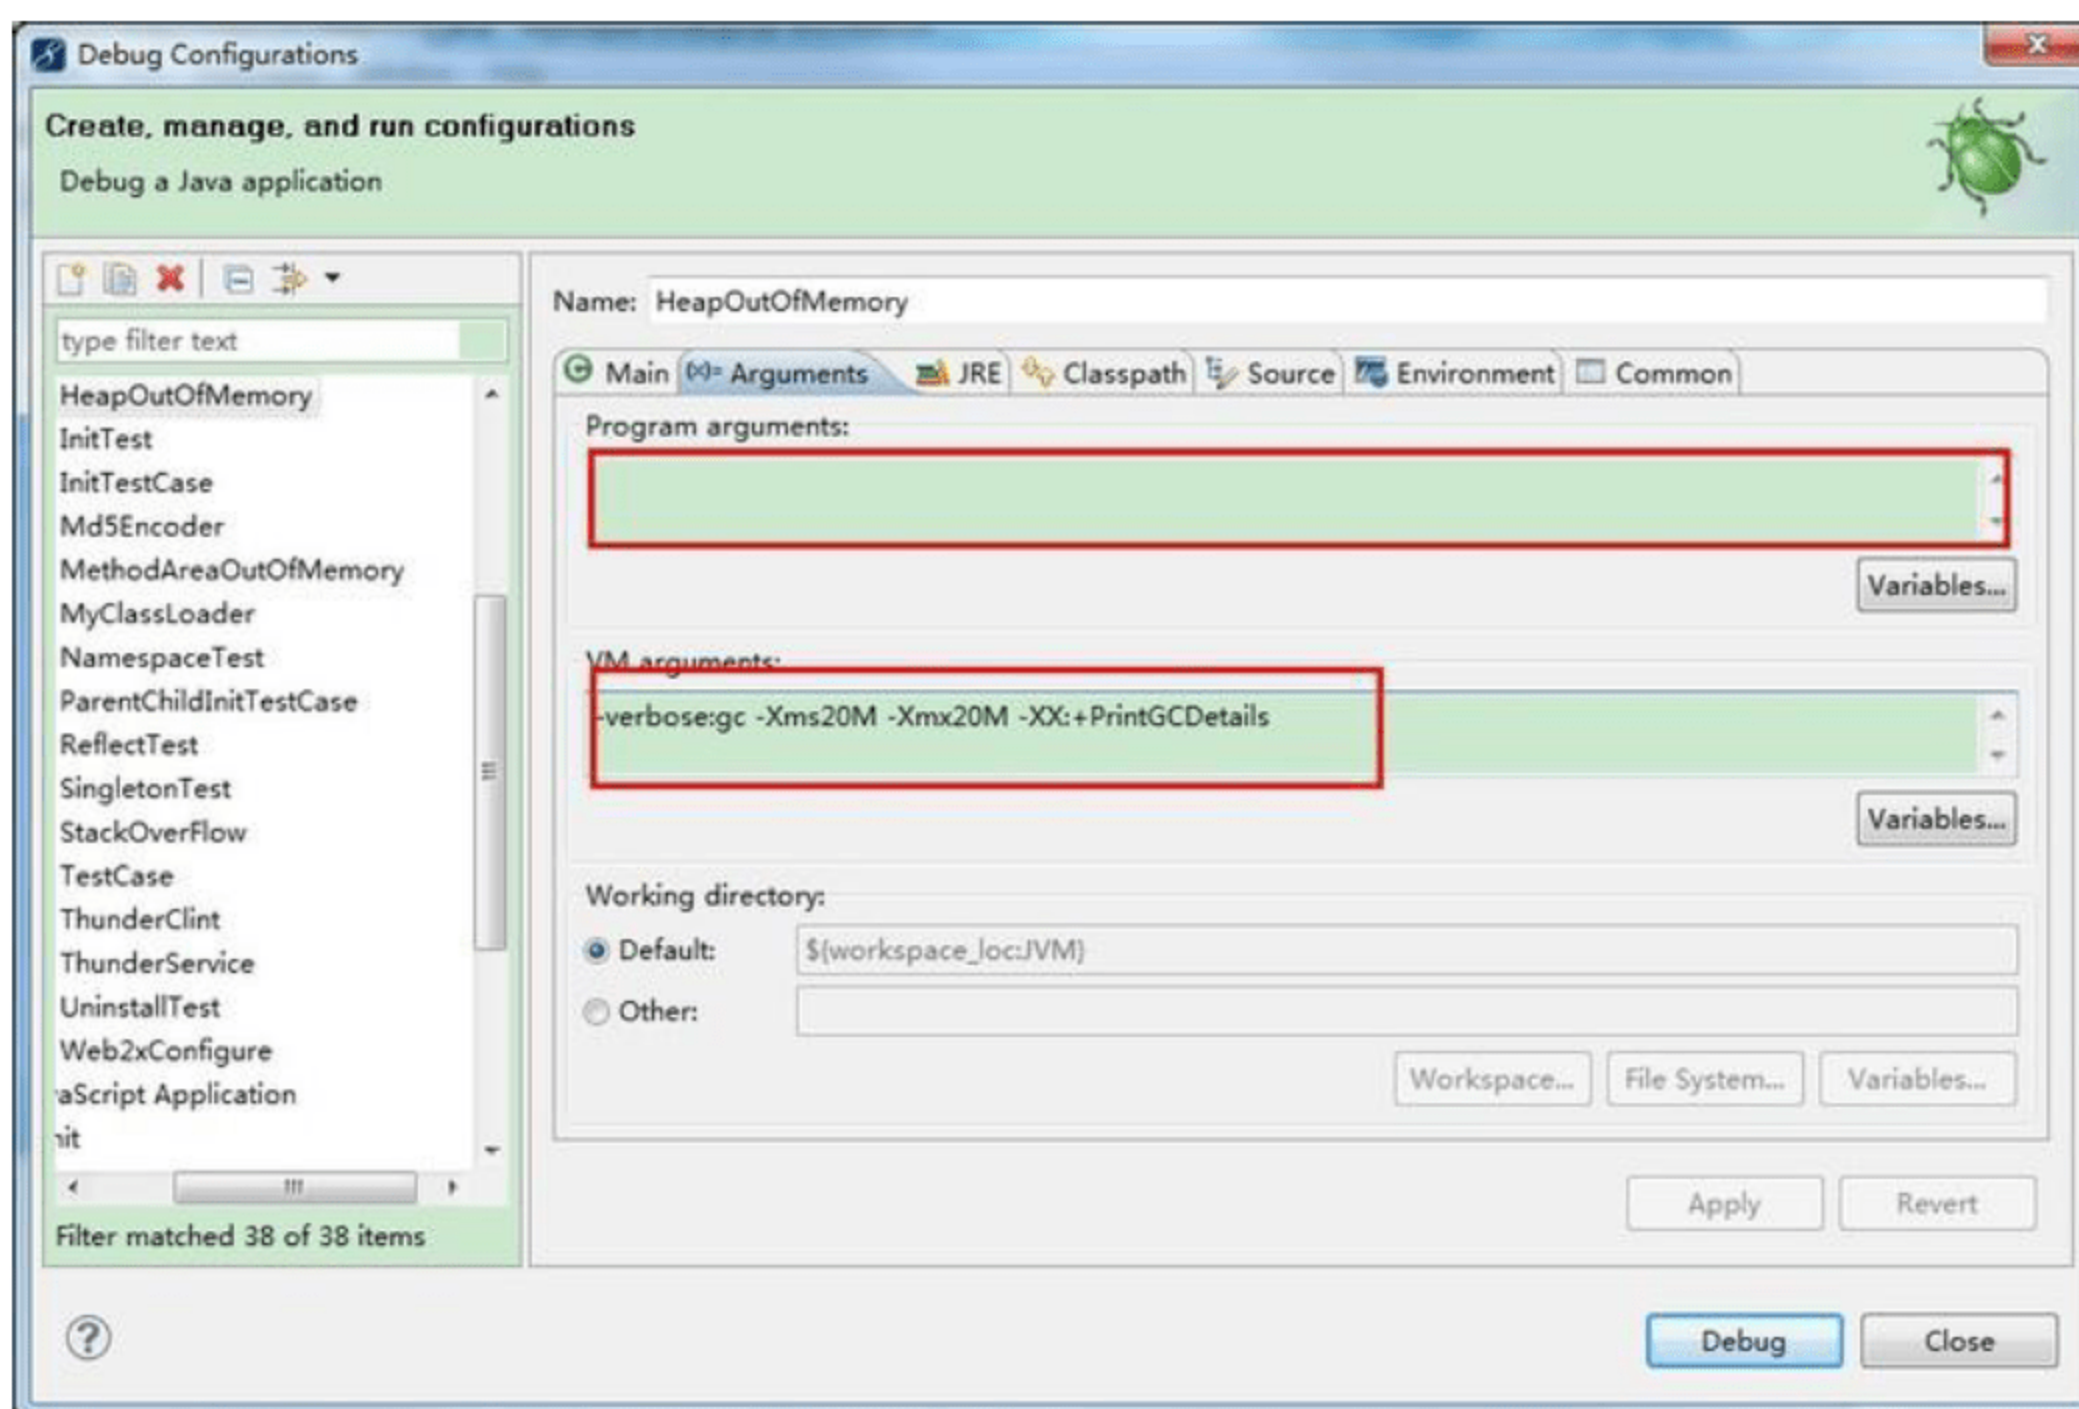 Debug Configurations
Create, manage, and run configurations
Debug a Java application
type filter text
HeapOutOfMemory
InitTest
InitTestCase
Md5Encoder
MethodAreaOutOfMemory
MyClassLoader
NamespaceTest
ParentChildInitTestCase
ReflectTest
SingletonTest
StackOverFlow
TestCase
ThunderClint
ThunderService
UninstallTest
Web2xConfigure
aScript Application
nit
Filter matched 38 of 38 items
Name: HeapOutOfMemory
Main (x)= Arguments JRE Classpath Source Environment Common
Program arguments:
Variables...
VM arguments:
-verbose:gc -Xms20M -Xmx20M -XX:+PrintGCDetails
Variables...
Working directory:
Default: ${workspace_loc:JVM}
Other:
Workspace... File System... Variables...
Apply Revert
? Debug Close